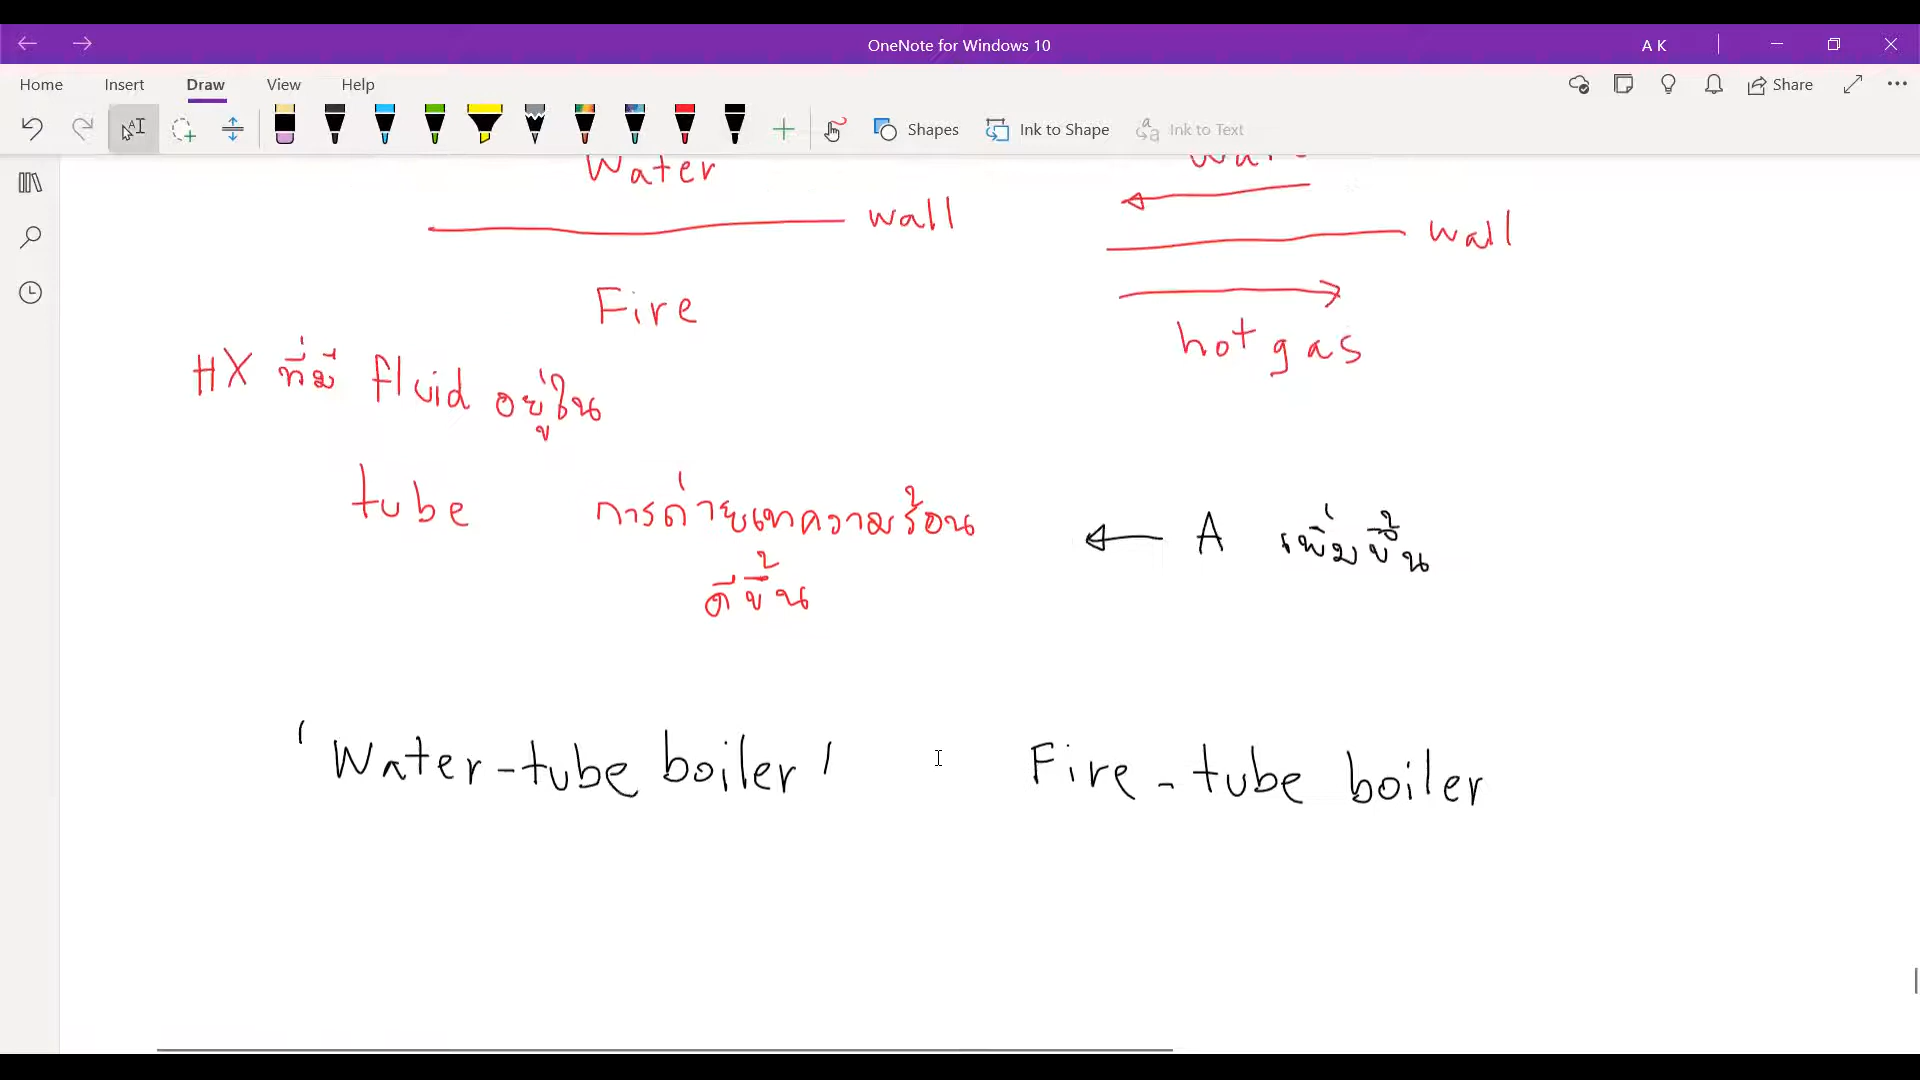 OneNote for Windows 10
A K
Home Insert Draw View Help
Share
Shapes
Ink to Shape
Ink to Text
Water
wall
Fire
wall
hot gas
HX ที่มี fluid อยู่ใน
tube การถ่ายเทความร้อน
ดีขึ้น
A เพิ่มขึ้น
'Water-tube boiler'
Fire-tube boiler